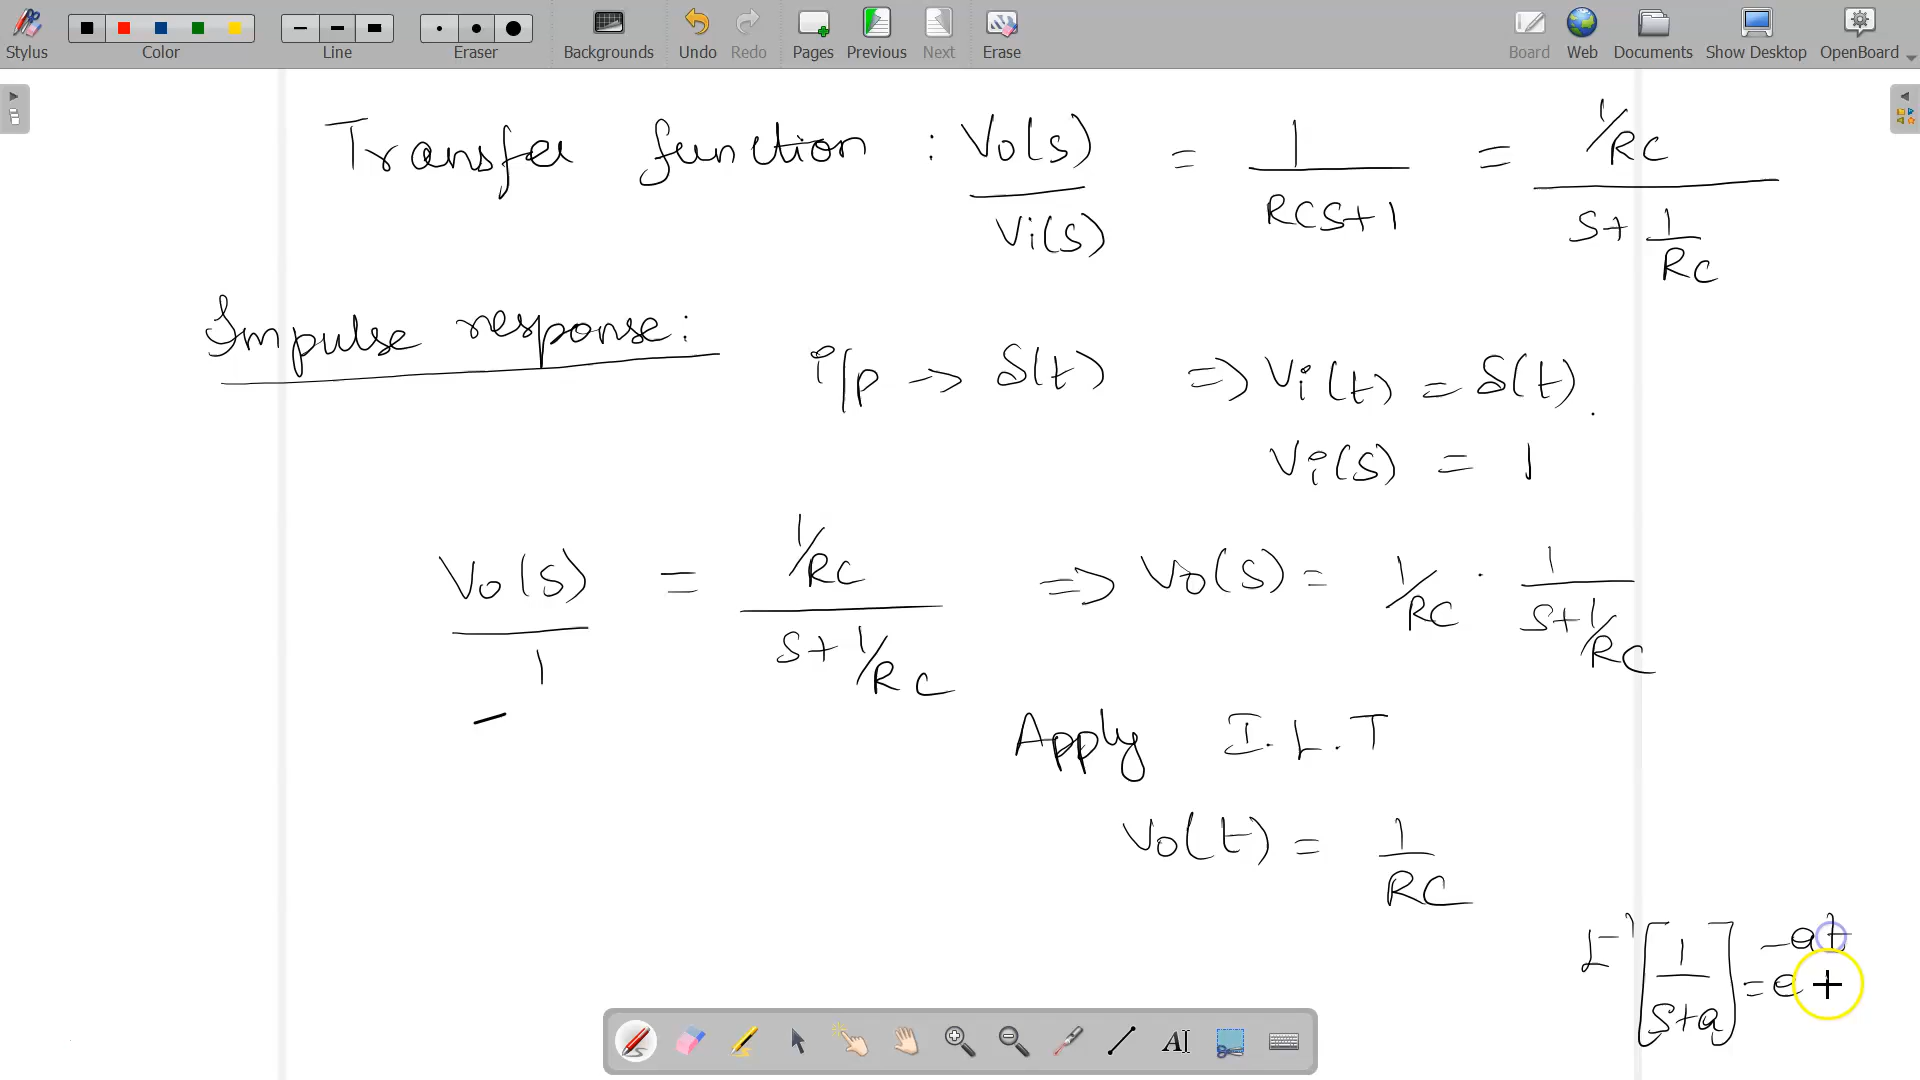 Stylus Color Line Eraser Backgrounds Undo Redo Pages Previous Next Erase Board Web Documents Show Desktop OpenBoard
Transfer function : Vo(s)/Vi(s) = 1/(RCS+1) = (1/RC)/(S+1/RC)
Impulse response:
i/p -> δ(t) => Vi(t) = δ(t).
Vi(s) = 1
Vo(s)/1 = (1/RC)/(S+1/RC) => Vo(s) = 1/RC · 1/(S+1/RC)
Apply I.L.T
Vo(t) = 1/RC
L⁻¹[1/(S+a)] = e^(-at)
AI